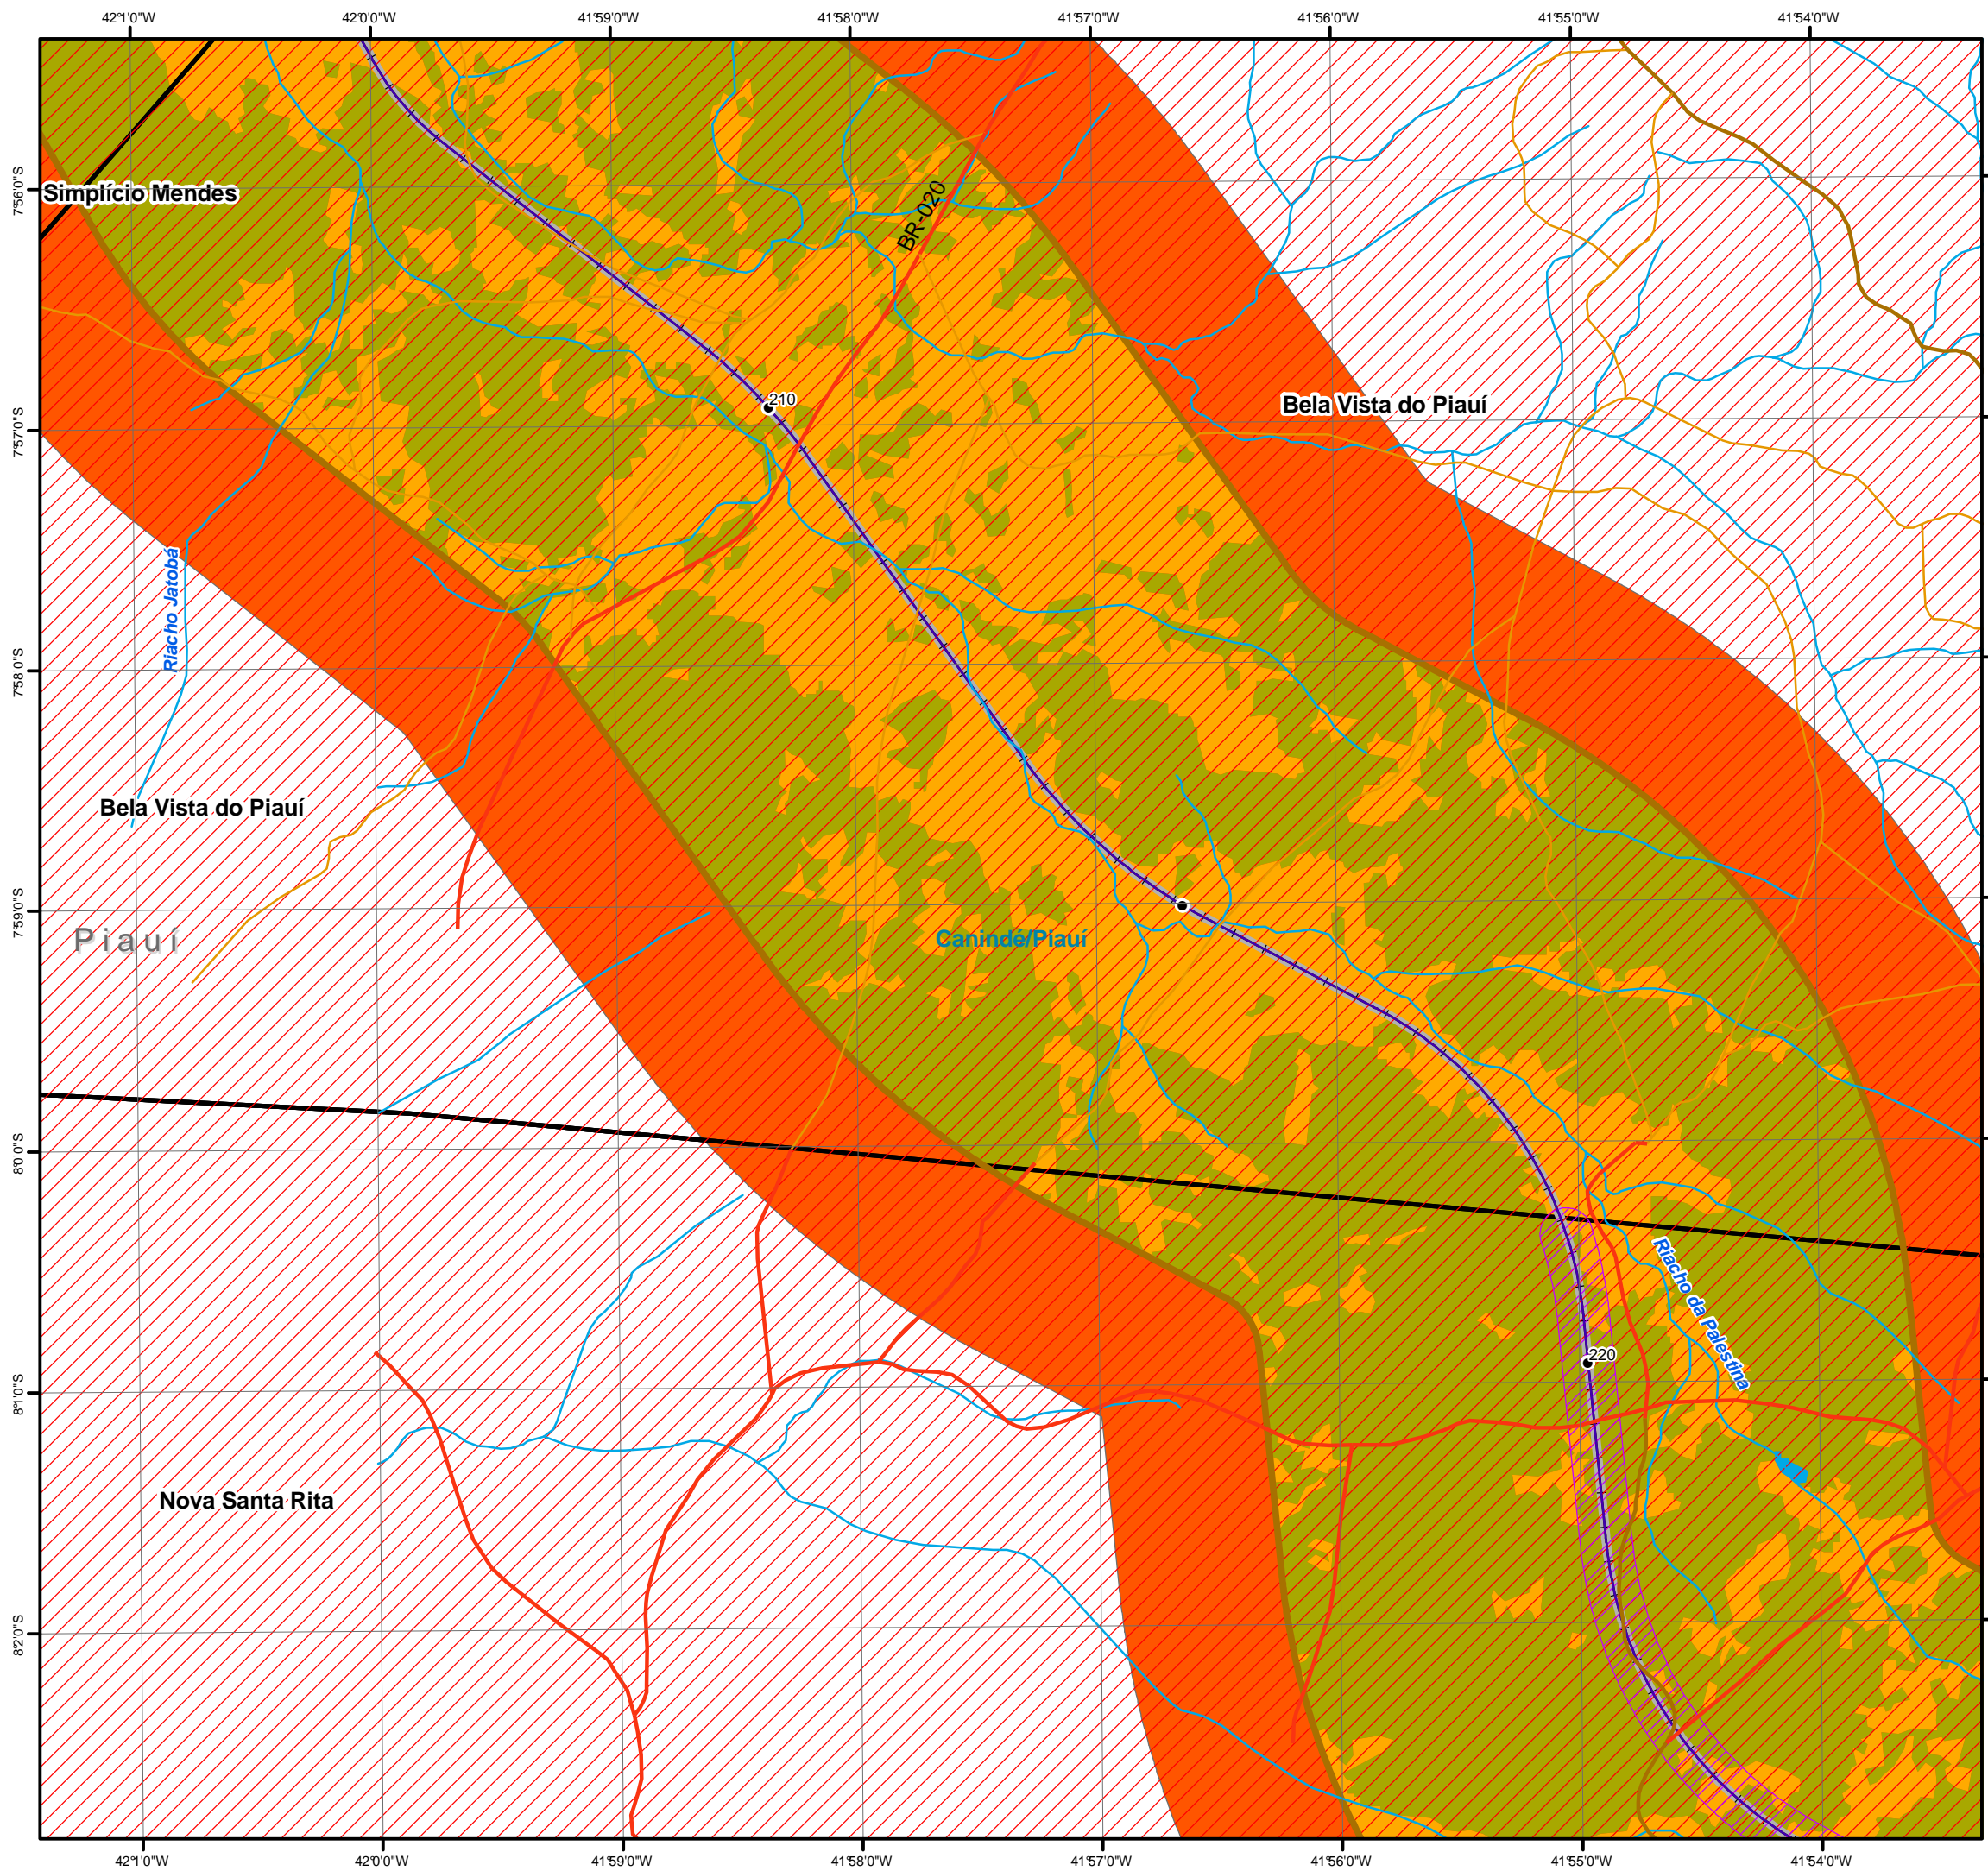 42°1'0"W 42°0'0"W 41°59'0"W 41°58'0"W 41°57'0"W 41°56'0"W 41°55'0"W 41°54'0"W
7°56'0"S
Simplício Mendes
BR-020
210
Bela Vista do Piauí
7°57'0"S
Riacho Jatobá
7°58'0"S
Bela Vista do Piauí
7°59'0"S
Piauí
Canindé/Piauí
8°0'0"S
Riacho da Palestina
220
8°1'0"S
Nova Santa Rita
8°2'0"S
42°1'0"W 42°0'0"W 41°59'0"W 41°58'0"W 41°57'0"W 41°56'0"W 41°55'0"W 41°54'0"W